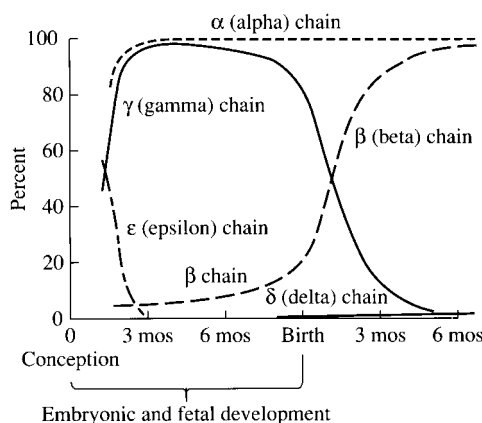 α (alpha) chain
100
80
60
40
20
0
Percent
γ (gamma) chain
β (beta) chain
ε (epsilon) chain
β chain
δ (delta) chain
0 3 mos 6 mos Birth 3 mos 6 mos
Conception
Embryonic and fetal development